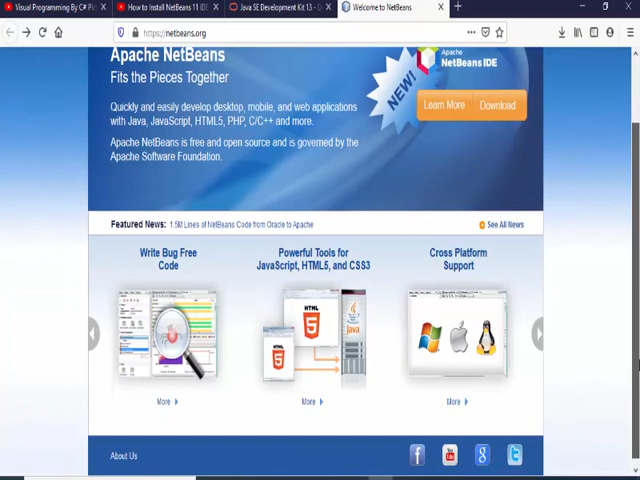 Visual Programming By C# Pi
How to Install NetBeans 11 IDE
Java SE Development Kit 13 - O
Welcome to NetBeans
https://netbeans.org
Apache NetBeans
Fits the Pieces Together
Quickly and easily develop desktop, mobile, and web applications
with Java, JavaScript, HTML5, PHP, C/C++ and more.
Apache NetBeans is free and open source and is governed by the
Apache Software Foundation.
NEW!
Apache
NetBeans IDE
Learn More
Download
Featured News: 1.5M Lines of NetBeans Code from Oracle to Apache
See All News
Write Bug Free
Code
Powerful Tools for
JavaScript, HTML5, and CSS3
Cross Platform
Support
HTML
5
5
Java
More
More
More
About Us
f
You
Tube
g
t